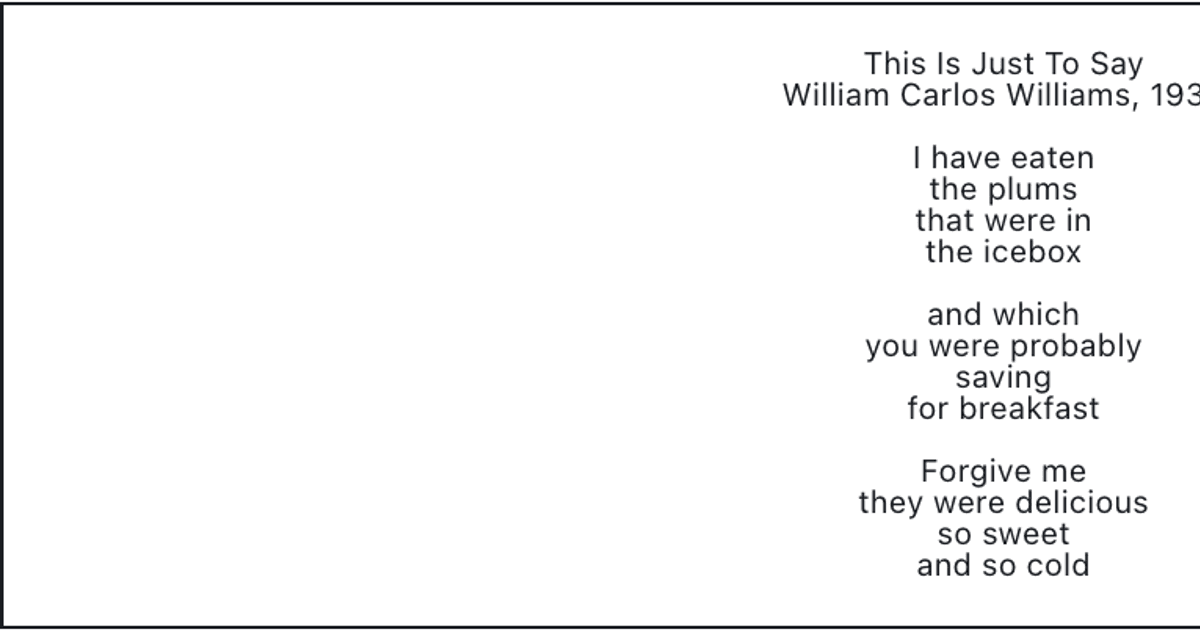 This Is Just To Say
William Carlos Williams, 193
I have eaten
the plums
that were in
the icebox
and which
you were probably
saving
for breakfast
Forgive me
they were delicious
so sweet
and so cold